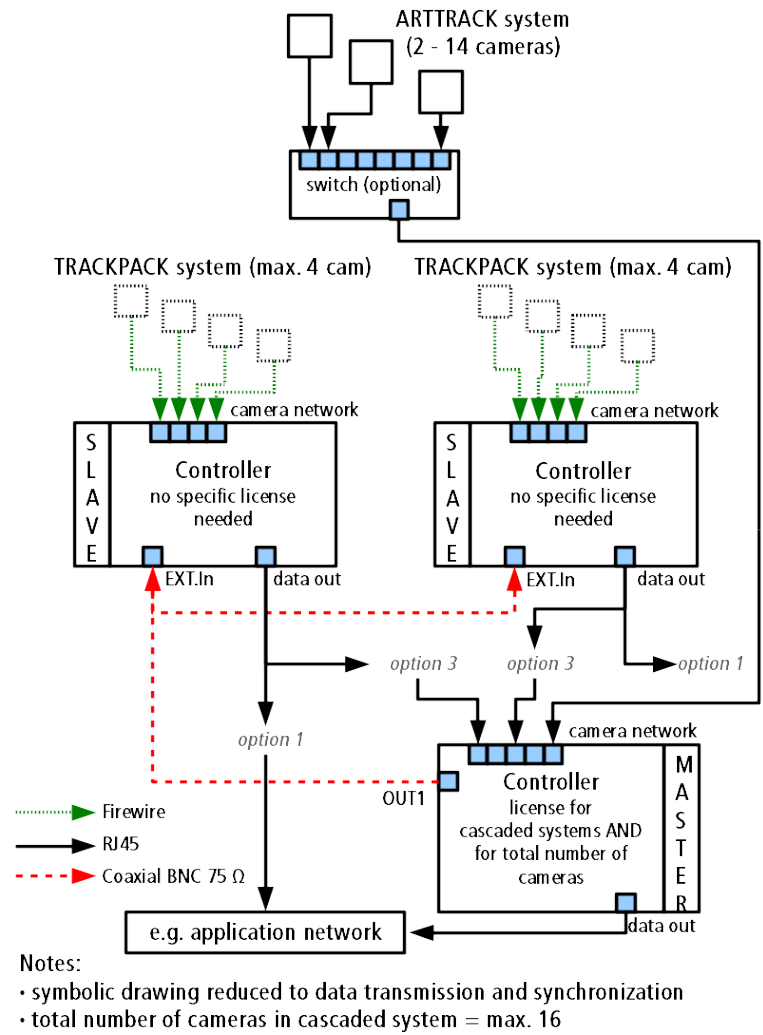 ARTTRACK system
(2 - 14 cameras)
switch (optional)
TRACKPACK system (max. 4 cam)
TRACKPACK system (max. 4 cam)
camera network
camera network
SLAVE
Controller
no specific license
needed
SLAVE
Controller
no specific license
needed
EXT.In
data out
EXT.In
data out
option 3
option 3
option 1
option 1
camera network
OUT1
Controller
license for
cascaded systems AND
for total number of
cameras
MASTER
data out
Firewire
RJ45
Coaxial BNC 75 Ω
e.g. application network
Notes:
· symbolic drawing reduced to data transmission and synchronization
· total number of cameras in cascaded system = max. 16